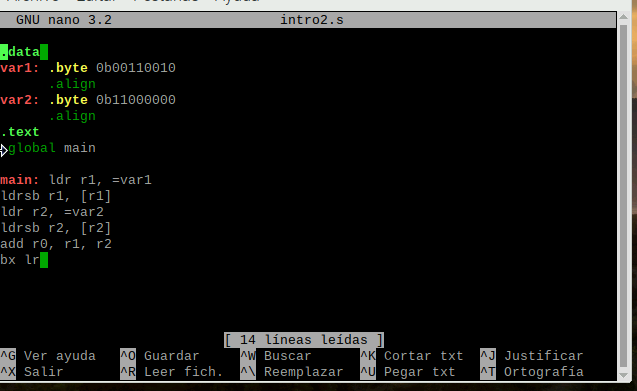 GNU nano 3.2 intro2.s
.data
var1: .byte 0b00110010
.align
var2: .byte 0b11000000
.align
.text
global main
main: ldr r1, =var1
ldrsb r1, [r1]
ldr r2, =var2
ldrsb r2, [r2]
add r0, r1, r2
bx lr
[ 14 líneas leídas ]
^G Ver ayuda ^O Guardar ^W Buscar ^K Cortar txt ^J Justificar
^X Salir ^R Leer fich. ^\ Reemplazar ^U Pegar txt ^T Ortografía